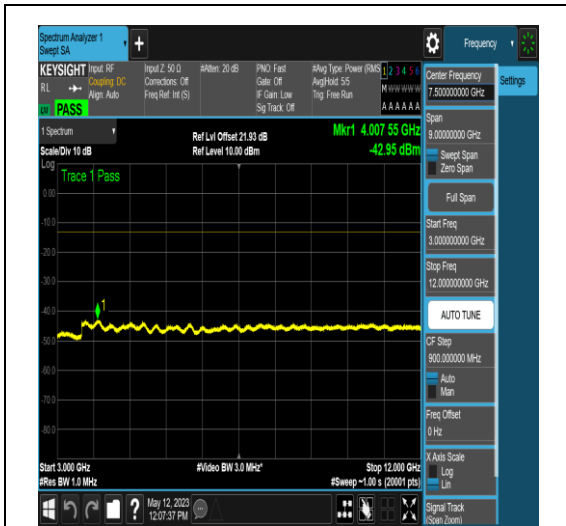 Spectrum Analyzer 1
Swept SA
+
Frequency
KEYSIGHT Input: RF Input Z: 50 Ω #Atten: 20 dB PNO: Fast #Avg Type: Power (RMS 1 2 3 4 5 6
RL Coupling: DC Corrections: Off Gate: Off Avg|Hold: 5/5 M W W W W W
Align: Auto Freq Ref: Int (S) IF Gain: Low Trig: Free Run
PASS Sig Track: Off A A A A A A
Center Frequency
7.500000000 GHz
Settings
Span
9.00000000 GHz
Swept Span
Zero Span
Full Span
Start Freq
3.000000000 GHz
Stop Freq
12.000000000 GHz
AUTO TUNE
CF Step
900.000000 MHz
Auto
Man
Freq Offset
0 Hz
X Axis Scale
Log
Lin
Signal Track
(Span Zoom)
1 Spectrum
Ref Lvl Offset 21.93 dB Mkr1 4.007 55 GHz
Scale/Div 10 dB Ref Level 10.00 dBm -42.95 dBm
Log
Trace 1 Pass
0.00
-10.0
-20.0
-30.0
-40.0
1
-50.0
-60.0
-70.0
-80.0
Start 3.000 GHz #Video BW 3.0 MHz* Stop 12.000 GHz
#Res BW 1.0 MHz #Sweep ~1.00 s (20001 pts)
? May 12, 2023
12:07:37 PM